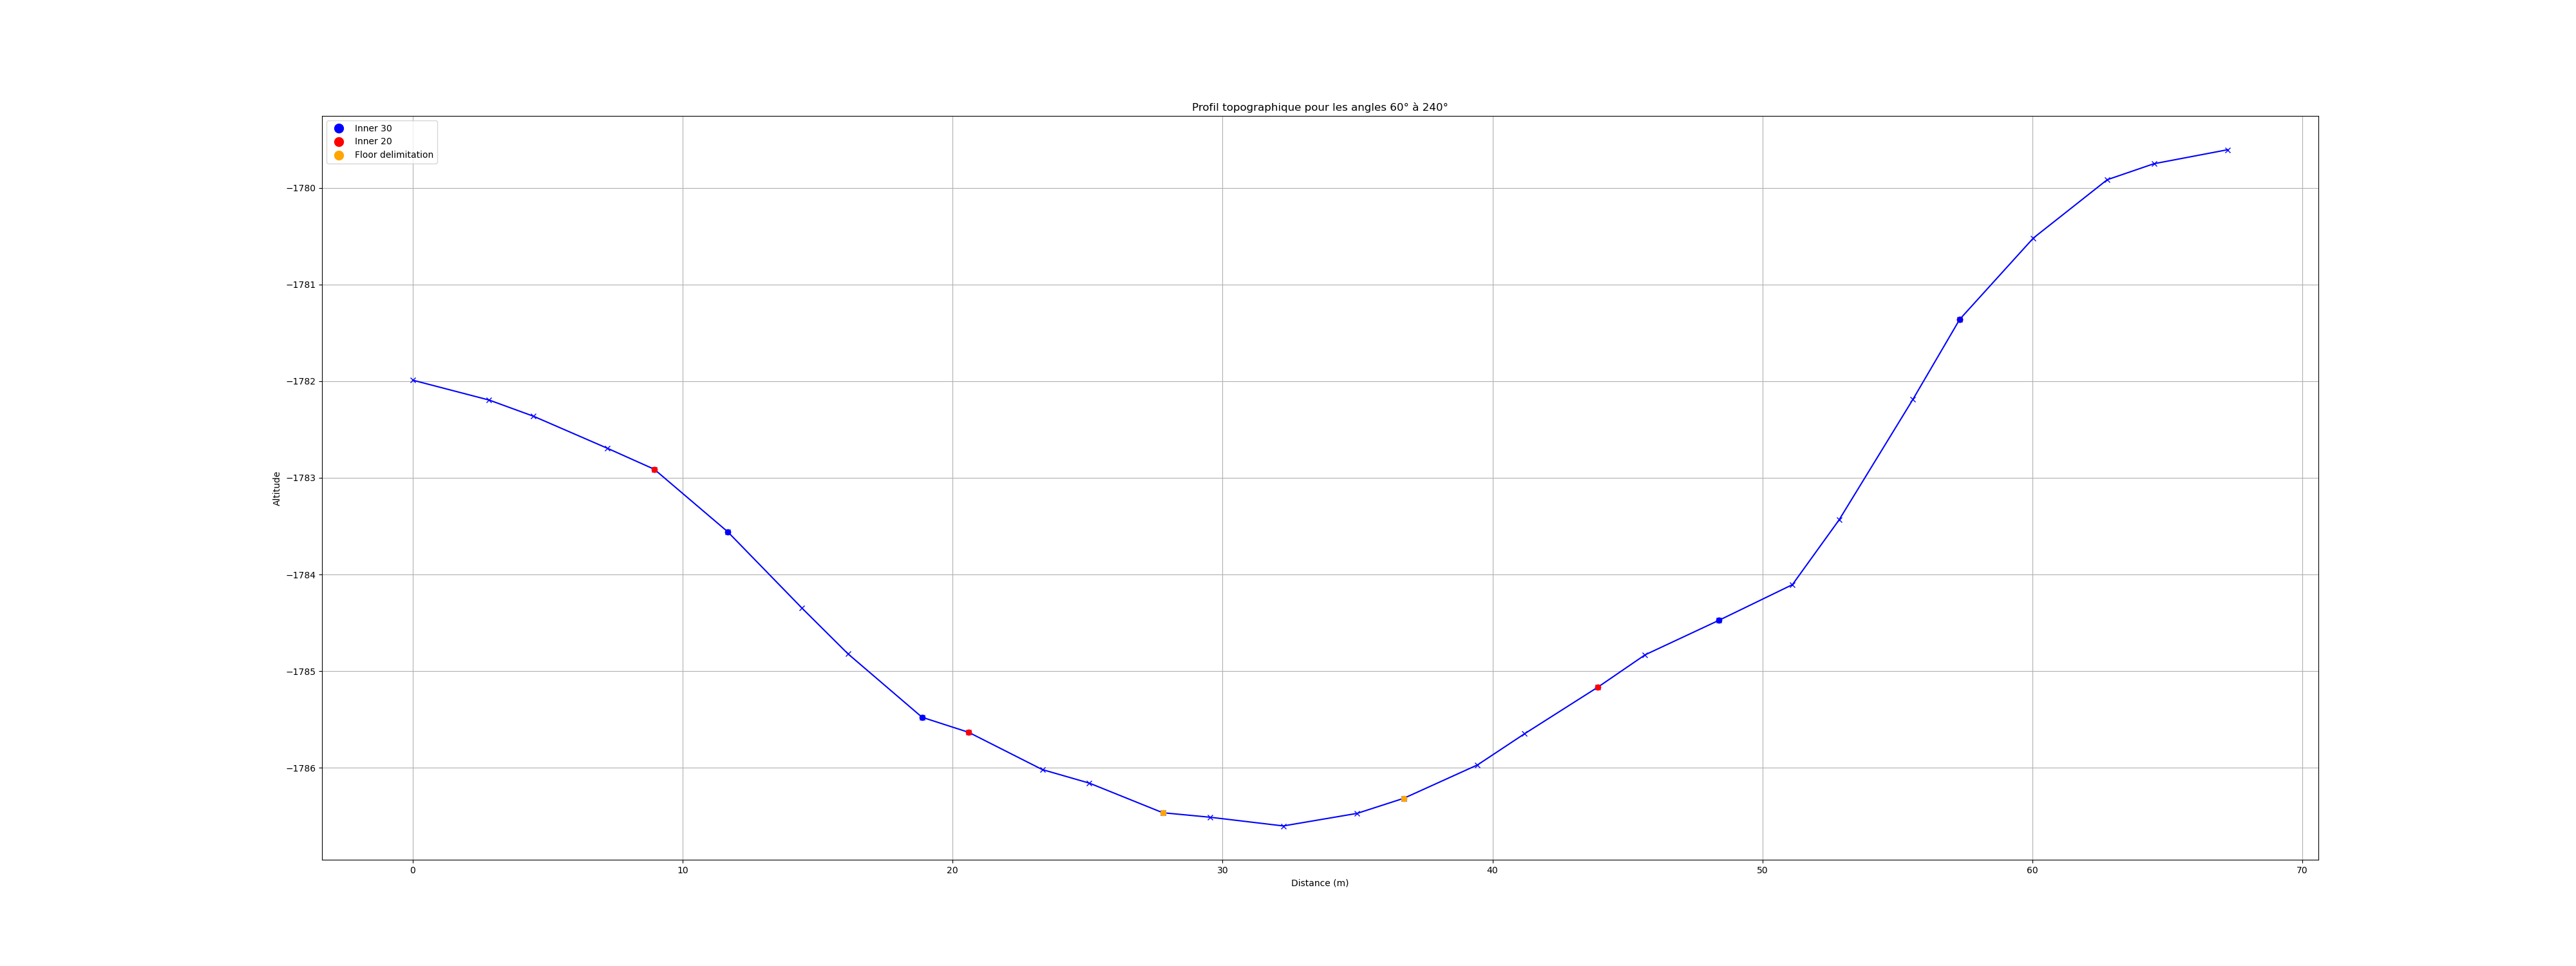 Profil topographique pour les angles 60° à 240°
Inner 30
Inner 20
Floor delimitation
−1780
−1781
−1782
−1783
−1784
−1785
−1786
Altitude
0
10
20
30
40
50
60
70
Distance (m)